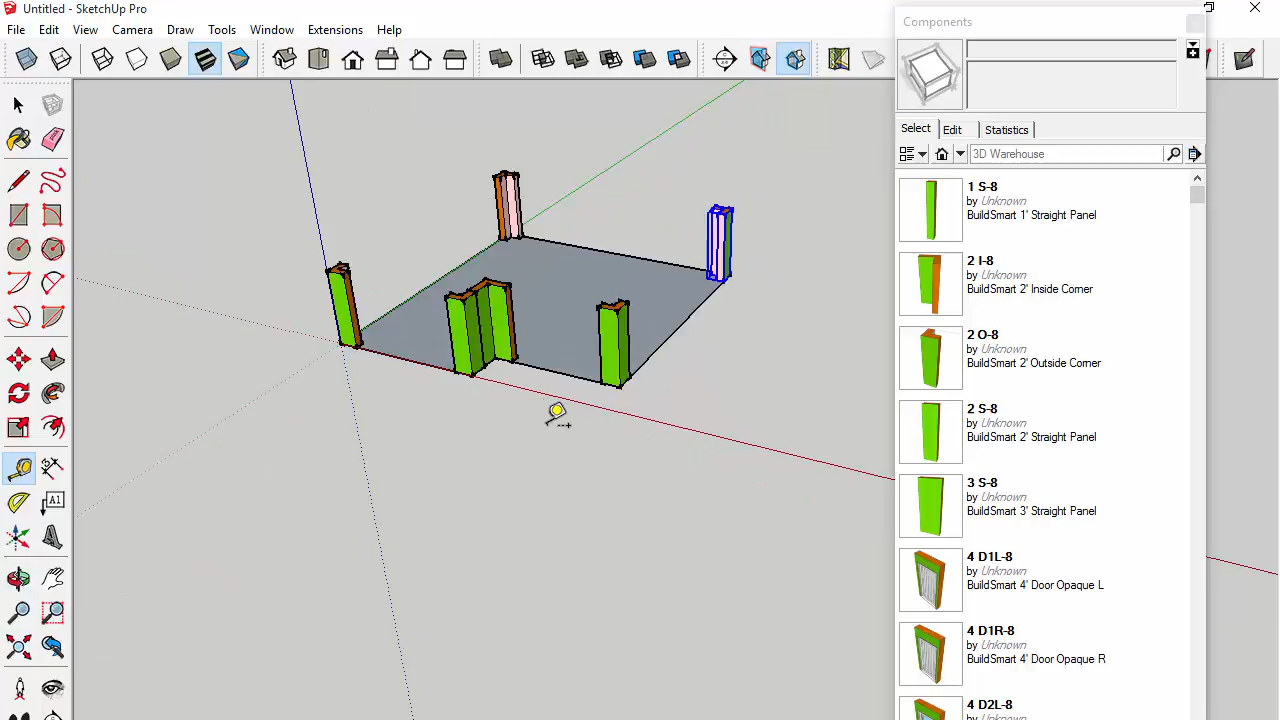 Untitled - SketchUp Pro
File Edit View Camera Draw Tools Window Extensions Help
Components
Select Edit Statistics
3D Warehouse
1 S-8
by Unknown
BuildSmart 1' Straight Panel
2 I-8
by Unknown
BuildSmart 2' Inside Corner
2 O-8
by Unknown
BuildSmart 2' Outside Corner
2 S-8
by Unknown
BuildSmart 2' Straight Panel
3 S-8
by Unknown
BuildSmart 3' Straight Panel
4 D1L-8
by Unknown
BuildSmart 4' Door Opaque L
4 D1R-8
by Unknown
BuildSmart 4' Door Opaque R
4 D2L-8
by Unknown
A1